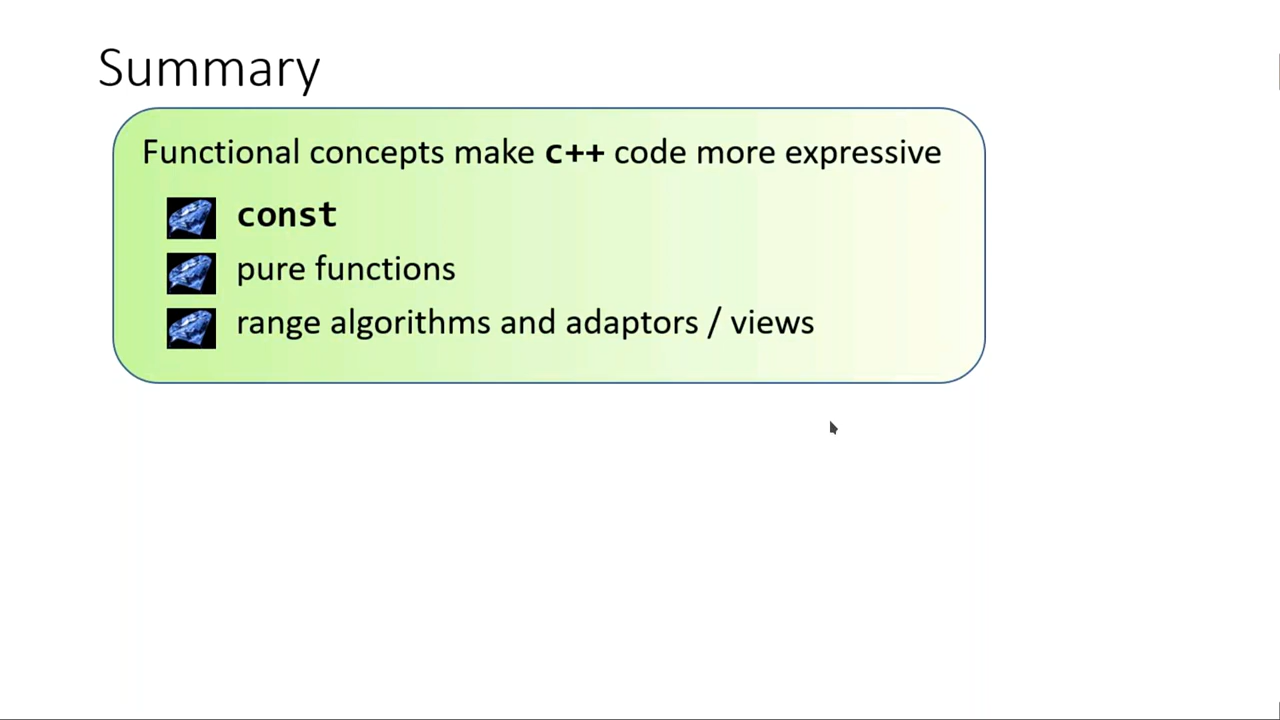 Summary
Functional concepts make c++ code more expressive
const
pure functions
range algorithms and adaptors / views